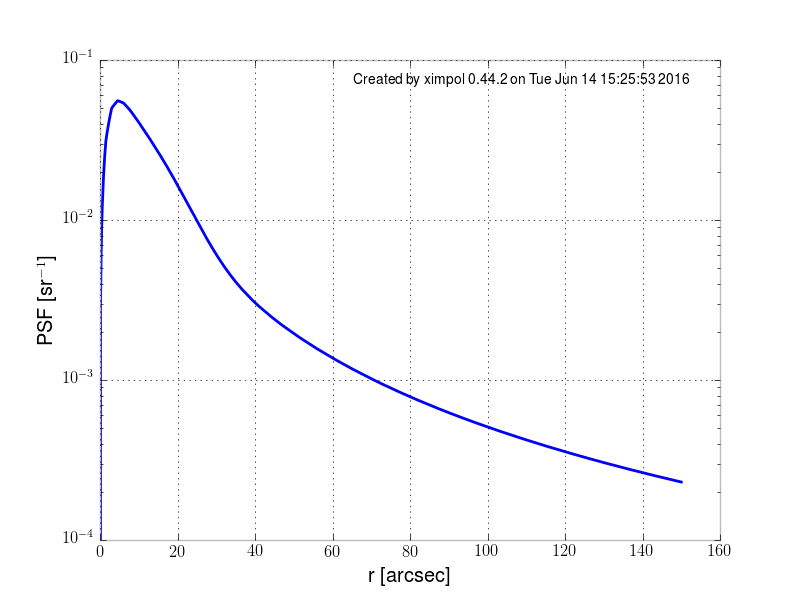 Created by ximpol 0.44.2 on Tue Jun 14 15:25:53 2016
PSF [sr⁻¹]
10⁻¹
10⁻²
10⁻³
10⁻⁴
0 20 40 60 80 100 120 140 160
r [arcsec]